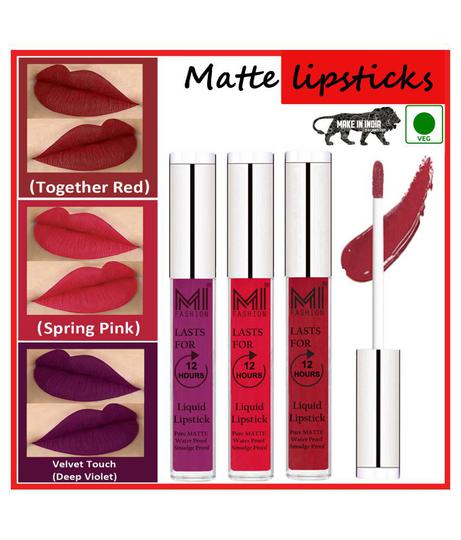 Matte lipsticks
MAKE IN INDIA
VEG
(Together Red)
(Spring Pink)
Velvet Touch
(Deep Violet)
MI
FASHION
LASTS
FOR
12
HOURS
Liquid
Lipstick
Pure MATTE
Water Proof
Smudge Proof
MI
FASHION
LASTS
FOR
12
HOURS
Liquid
Lipstick
Pure MATTE
Water Proof
Smudge Proof
MI
FASHION
LASTS
FOR
12
HOURS
Liquid
Lipstick
Pure MATTE
Water Proof
Smudge Proof